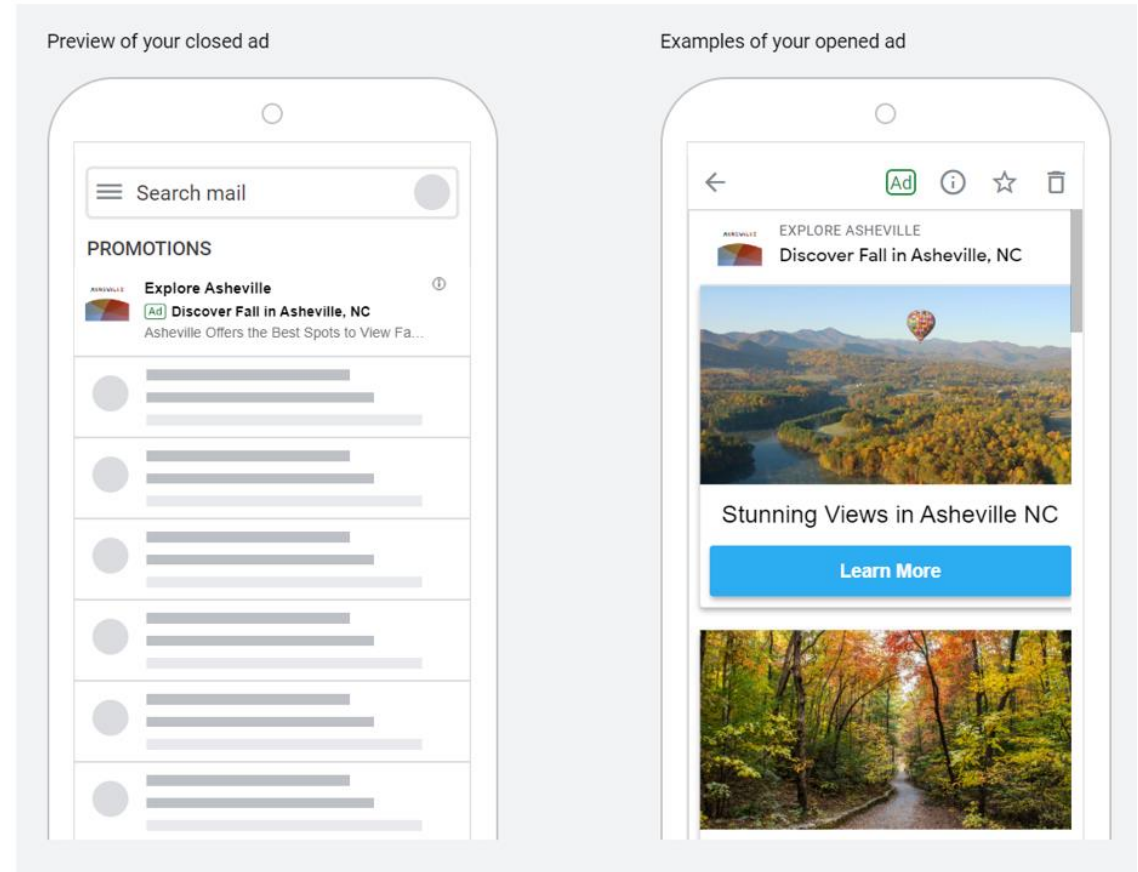 Preview of your closed ad
Examples of your opened ad
Search mail
PROMOTIONS
ASHEVILLE
Explore Asheville
Ad Discover Fall in Asheville, NC
Asheville Offers the Best Spots to View Fa...
Ad
ASHEVILLE
EXPLORE ASHEVILLE
Discover Fall in Asheville, NC
Stunning Views in Asheville NC
Learn More